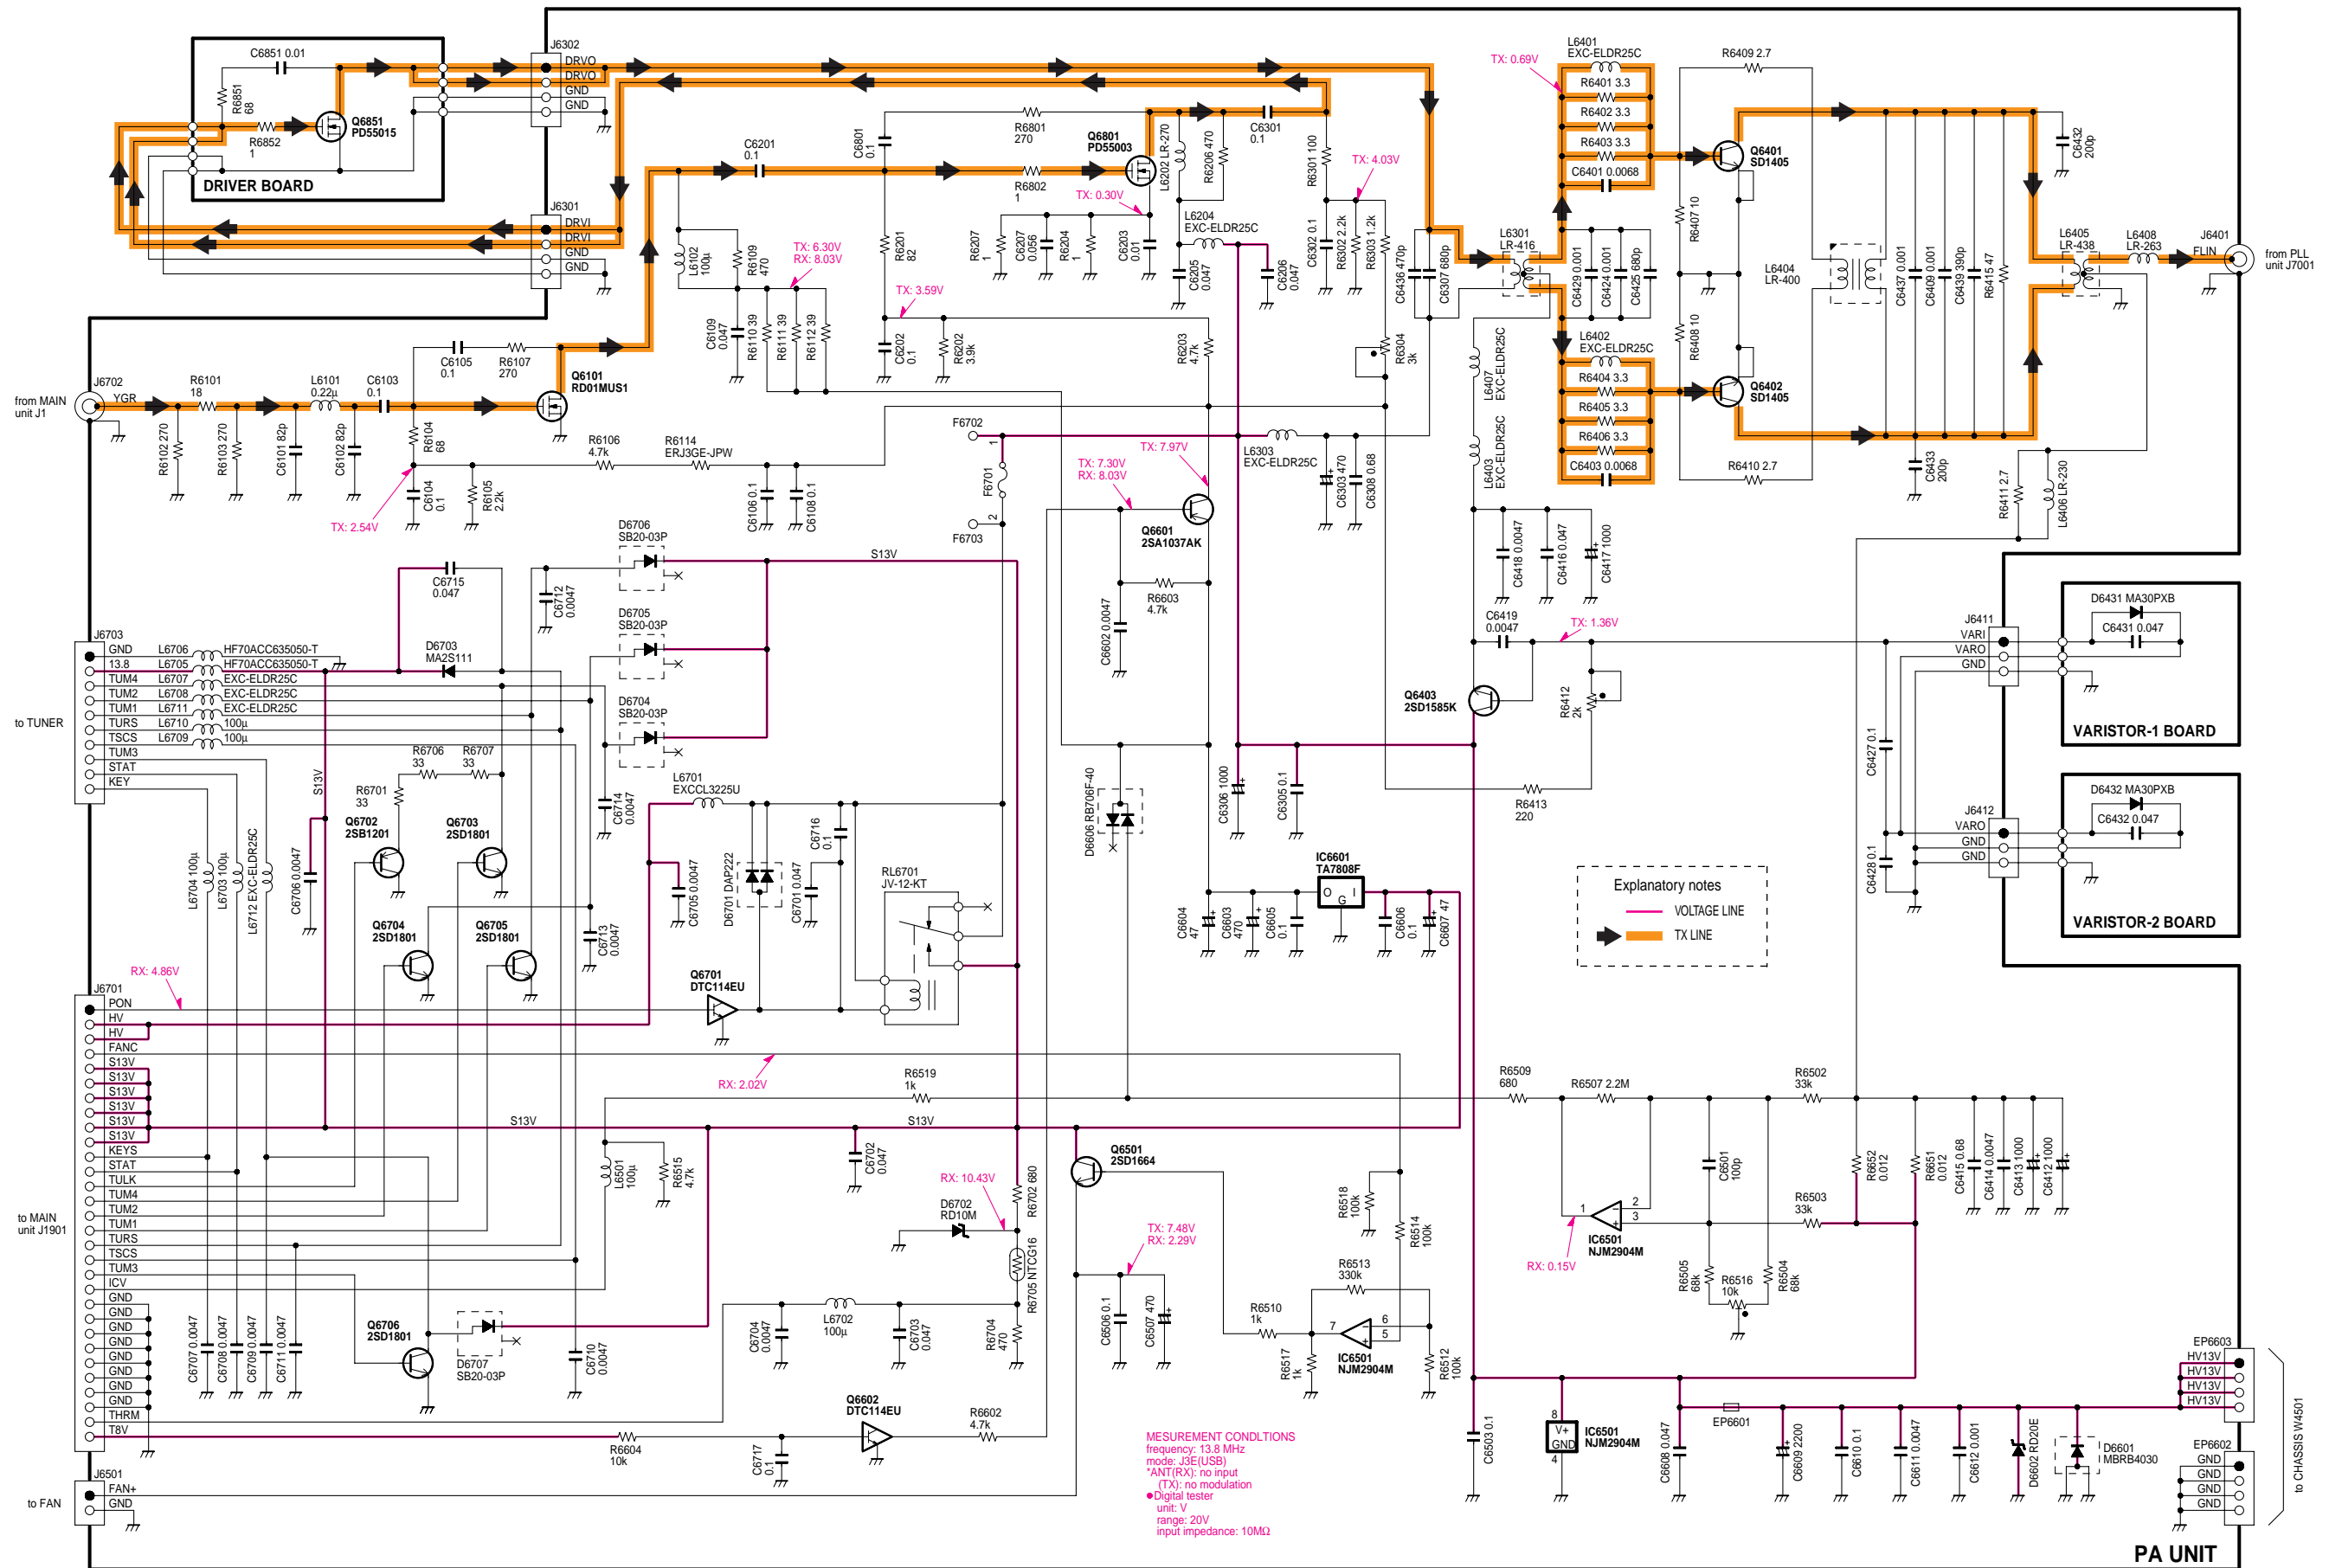 C6851 0.01
R6851
68
R6852
1
Q6851
PD55015
DRIVER BOARD
J6302
DRVO
DRVO
GND
GND
J6301
DRVI
DRVI
GND
GND
C6201
0.1
C6801
0.1
R6801
270
R6802
1
Q6801
PD55003
L6202 LR-270
R6206 470
C6301
0.1
R6301 100
TX: 4.03V
TX: 0.30V
L6204
EXC-ELDR25C
L6102
100µ
R6109
470
TX: 6.30V
RX: 8.03V
R6201
82
R6207
1
C6207
0.056
R6204
1
C6203
0.01
C6205
0.047
C6206
0.047
C6302 0.1
R6302 2.2k
R6303 1.2k
C6436 470p
C6307 680p
TX: 3.59V
C6109
0.047
R6110 39
R6111 39
R6112 39
C6202
0.1
R6202
3.9k
R6203
4.7k
R6304
3k
L6401
EXC-ELDR25C
TX: 0.69V
R6401 3.3
R6402 3.3
R6403 3.3
C6401 0.0068
R6409 2.7
Q6401
SD1405
R6407 10
R6408 10
L6301
LR-416
C6429 0.001
C6424 0.001
C6425 680p
L6402
EXC-ELDR25C
R6404 3.3
R6405 3.3
R6406 3.3
C6403 0.0068
Q6402
SD1405
R6410 2.7
L6404
LR-400
C6437 0.001
C6409 0.001
C6439 390p
R6415 47
C6432
200p
C6433
200p
L6405
LR-438
L6408
LR-263
J6401
FLIN
from PLL
unit J7001
R6411 2.7
L6406 LR-230
L6407
EXC-ELDR25C
L6403
EXC-ELDR25C
from MAIN
unit J1
J6702
YGR
R6101
18
L6101
0.22µ
C6103
0.1
C6105
0.1
R6107
270
Q6101
RD01MUS1
R6102 270
R6103 270
C6101 82p
C6102 82p
R6104
68
C6104
0.1
R6105
2.2k
TX: 2.54V
R6106
4.7k
R6114
ERJ3GE-JPW
C6106 0.1
C6108 0.1
F6702
1
F6701
2
F6703
L6303
EXC-ELDR25C
C6303 470
C6308 0.68
TX: 7.97V
TX: 7.30V
RX: 8.03V
Q6601
2SA1037AK
R6603
4.7k
C6602 0.0047
C6418 0.0047
C6416 0.047
C6417 1000
C6419
0.0047
TX: 1.36V
Q6403
2SD1585K
R6412
2k
R6413
220
J6411
VARI
VARO
GND
D6431 MA30PXB
C6431 0.047
VARISTOR-1 BOARD
J6412
VARO
GND
GND
D6432 MA30PXB
C6432 0.047
VARISTOR-2 BOARD
C6427 0.1
C6428 0.1
to TUNER
J6703
GND
13.8
TUM4
TUM2
TUM1
TURS
TSCS
TUM3
STAT
KEY
L6706 HF70ACC635050-T
L6705 HF70ACC635050-T
L6707 EXC-ELDR25C
L6708 EXC-ELDR25C
L6711 EXC-ELDR25C
L6710 100µ
L6709 100µ
C6715
0.047
D6703
MA2S111
C6712
0.0047
D6706
SB20-03P
S13V
D6705
SB20-03P
D6704
SB20-03P
R6706
33
R6707
33
R6701
33
Q6702
2SB1201
Q6703
2SD1801
S13V
L6701
EXCCL3225U
C6714
0.0047
C6716
0.1
L6704 100µ
L6703 100µ
L6712 EXC-ELDR25C
C6706 0.0047
C6705 0.0047
D6701 DAP222
C6701 0.047
RL6701
JV-12-KT
Q6704
2SD1801
Q6705
2SD1801
C6713
0.0047
Q6701
DTC114EU
D6606 RB706F-40
C6306 1000
C6305 0.1
C6604
47
C6603
470
C6605
0.1
IC6601
TA7808F
O
I
G
C6606
0.1
C6607 47
Explanatory notes
VOLTAGE LINE
TX LINE
RX: 4.86V
to MAIN
unit J1901
J6701
PON
HV
HV
FANC
S13V
S13V
S13V
S13V
S13V
S13V
KEYS
STAT
TULK
TUM4
TUM2
TUM1
TURS
TSCS
TUM3
ICV
GND
GND
GND
GND
GND
GND
GND
GND
THRM
T8V
RX: 2.02V
R6519
1k
S13V
S13V
L6501
100µ
R6515
4.7k
C6702
0.047
RX: 10.43V
D6702
RD10M
R6702 680
R6705 NTCG16
R6704
470
Q6501
2SD1664
TX: 7.48V
RX: 2.29V
C6506 0.1
C6507 470
R6518
100k
R6514
100k
R6513
330k
R6510
1k
R6517
1k
7
6
5
IC6501
NJM2904M
R6512
100k
R6509
680
R6507 2.2M
R6502
33k
C6501
100p
1
2
3
IC6501
NJM2904M
RX: 0.15V
R6503
33k
R6505
68k
R6516
10k
R6504
68k
R6652
0.012
R6651
0.012
C6415 0.68
C6414 0.0047
C6413 1000
C6412 1000
C6707 0.0047
C6708 0.0047
C6709 0.0047
C6711 0.0047
Q6706
2SD1801
D6707
SB20-03P
C6710
0.0047
C6704
0.0047
L6702
100µ
C6703
0.047
Q6602
DTC114EU
R6602
4.7k
R6604
10k
C6717
0.1
to FAN
J6501
FAN+
GND
MESUREMENT CONDLTIONS
frequency: 13.8 MHz
mode: J3E(USB)
*ANT(RX): no input
(TX): no modulation
●Digital tester
unit: V
range: 20V
input impedance: 10MΩ
C6503 0.1
8
V+
GND
4
IC6501
NJM2904M
C6608 0.047
EP6601
C6609 2200
C6610 0.1
C6611 0.0047
C6612 0.001
D6602 RD20E
D6601
MBRB4030
EP6603
HV13V
HV13V
HV13V
HV13V
EP6602
GND
GND
GND
GND
to CHASSIS W4501
PA UNIT